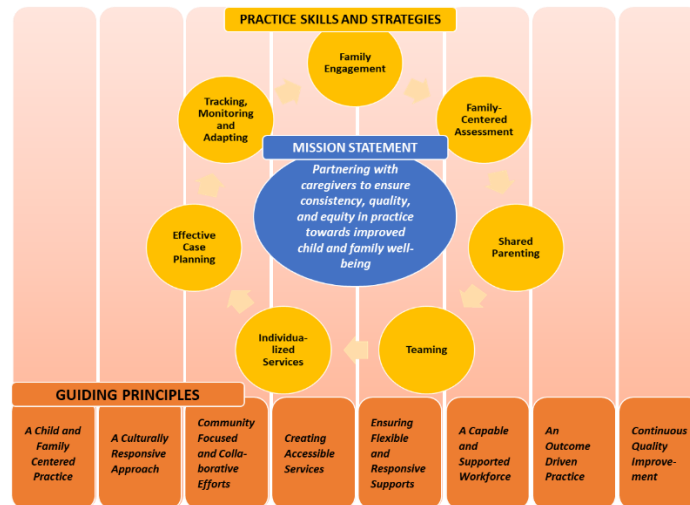 PRACTICE SKILLS AND STRATEGIES
Family
Engagement
Family-
Centered
Assessment
Shared
Parenting
Teaming
Individua-
lized
Services
Effective
Case
Planning
Tracking,
Monitoring
and
Adapting
MISSION STATEMENT
Partnering with
caregivers to ensure
consistency, quality,
and equity in practice
towards improved
child and family well-
being
GUIDING PRINCIPLES
A Child and
Family
Centered
Practice
A Culturally
Responsive
Approach
Community
Focused
and Colla-
borative
Efforts
Creating
Accessible
Services
Ensuring
Flexible
and
Responsive
Supports
A Capable
and
Supported
Workforce
An
Outcome
Driven
Practice
Continuous
Quality
Improve-
ment